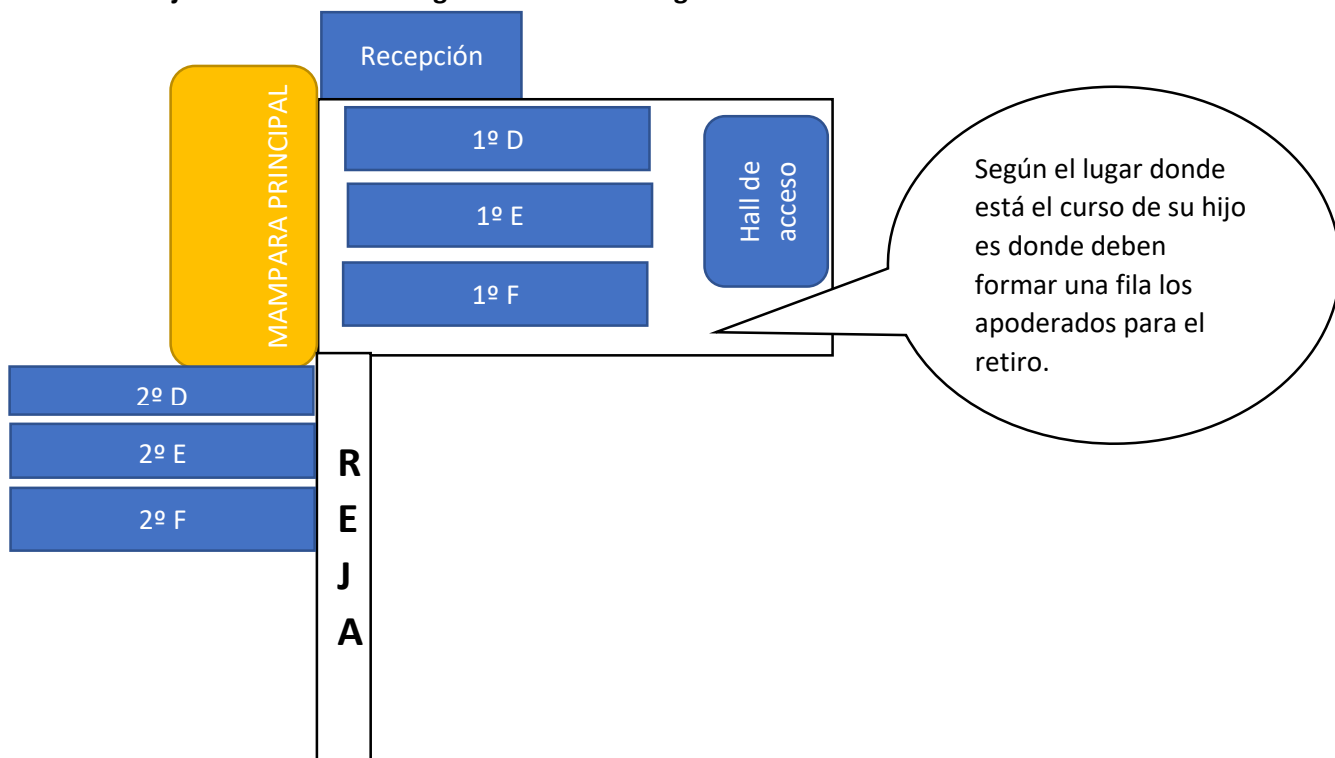 Recepción
MAMPARA PRINCIPAL
1º D
1º E
1º F
Hall de
acceso
Según el lugar donde
está el curso de su hijo
es donde deben
formar una fila los
apoderados para el
retiro.
2º D
2º E
2º F
R
E
J
A